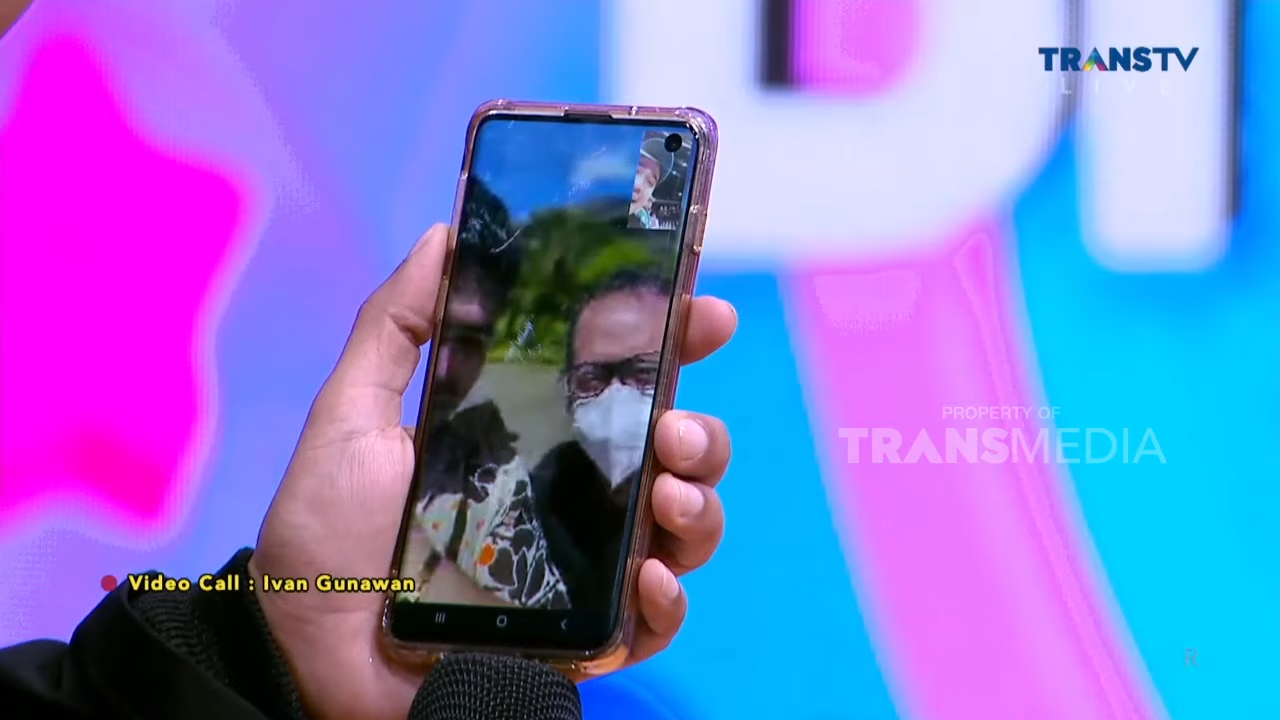 TRANSTV
LIVE
PROPERTY OF
TRANSMEDIA
Video Call : Ivan Gunawan
R